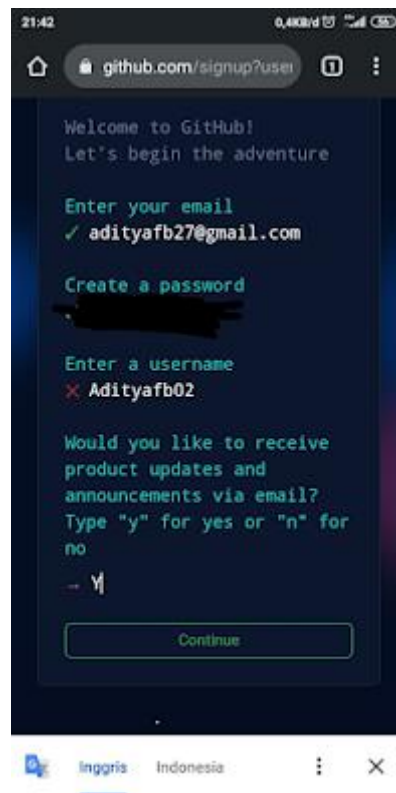 21:42
0,4KB/d
56
github.com/signup?user
1
Welcome to GitHub!
Let's begin the adventure
Enter your email
✓ adityafb27@gmail.com
Create a password
Enter a username
✕ Adityafb02
Would you like to receive
product updates and
announcements via email?
Type "y" for yes or "n" for
no
→ Y
Continue
Inggris Indonesia